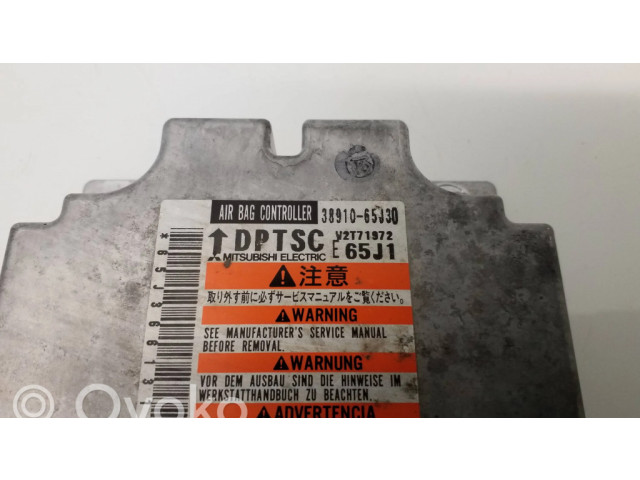 AIR BAG CONTROLLER 38910-65J30
DPTSC V2T71972
MITSUBISHI ELECTRIC E 65J1
注意
取り外す前に必ずサービスマニュアルをご覧ください。
WARNING
SEE MANUFACTURER'S SERVICE MANUAL
BEFORE REMOVAL.
WARNUNG
VOR DEM AUSBAU SIND DIE HINWEISE IM
WERKSTATTHANDBUCH ZU BEACHTEN.
ADVERTENCIA
*65J36613
Ovoko